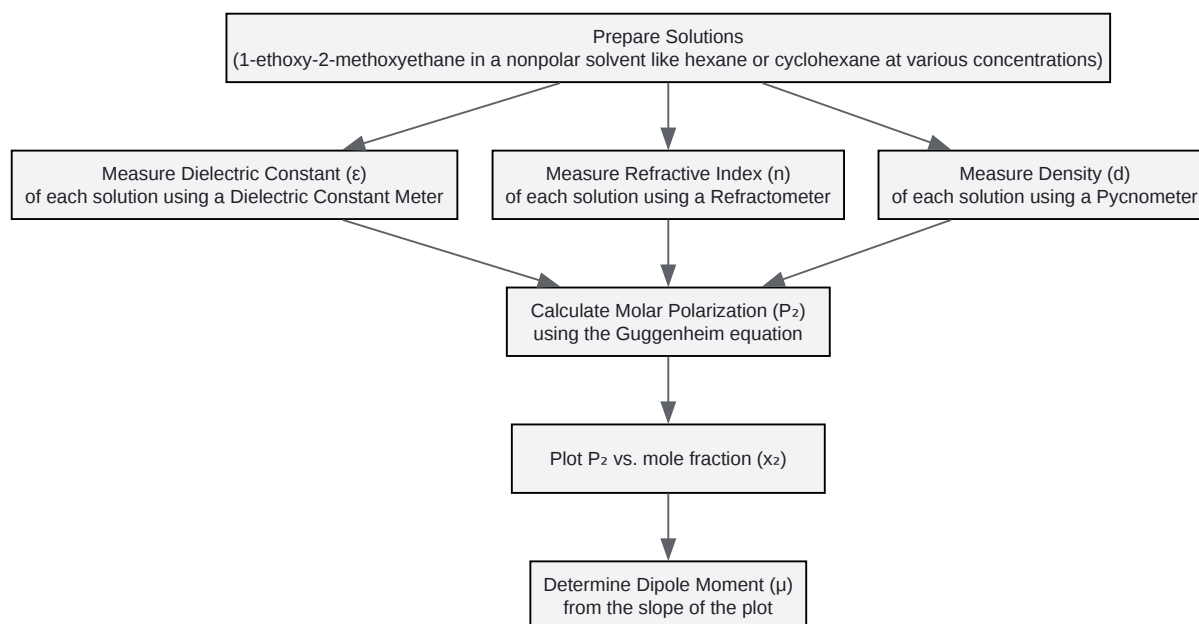 Prepare Solutions
(1-ethoxy-2-methoxyethane in a nonpolar solvent like hexane or cyclohexane at various concentrations)
Measure Dielectric Constant (ε)
of each solution using a Dielectric Constant Meter
Measure Refractive Index (n)
of each solution using a Refractometer
Measure Density (d)
of each solution using a Pycnometer
Calculate Molar Polarization (P₂)
using the Guggenheim equation
Plot P₂ vs. mole fraction (x₂)
Determine Dipole Moment (μ)
from the slope of the plot